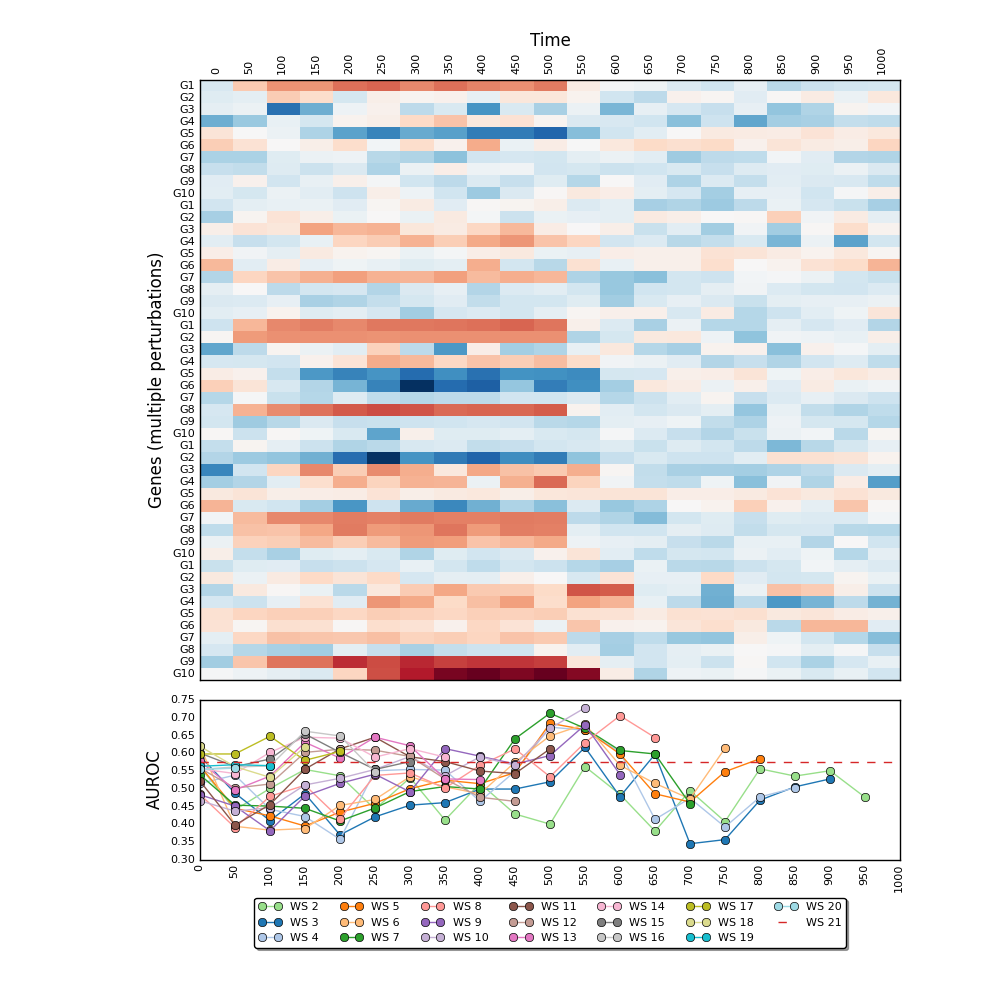 Time
0 50 100 150 200 250 300 350 400 450 500 550 600 650 700 750 800 850 900 950 1000
Genes (multiple perturbations)
G1
G2
G3
G4
G5
G6
G7
G8
G9
G10
G1
G2
G3
G4
G5
G6
G7
G8
G9
G10
G1
G2
G3
G4
G5
G6
G7
G8
G9
G10
G1
G2
G3
G4
G5
G6
G7
G8
G9
G10
G1
G2
G3
G4
G5
G6
G7
G8
G9
G10
AUROC
0.75
0.70
0.65
0.60
0.55
0.50
0.45
0.40
0.35
0.30
0 50 100 150 200 250 300 350 400 450 500 550 600 650 700 750 800 850 900 950 1000
WS 2 WS 5 WS 8 WS 11 WS 14 WS 17 WS 20
WS 3 WS 6 WS 9 WS 12 WS 15 WS 18 WS 21
WS 4 WS 7 WS 10 WS 13 WS 16 WS 19